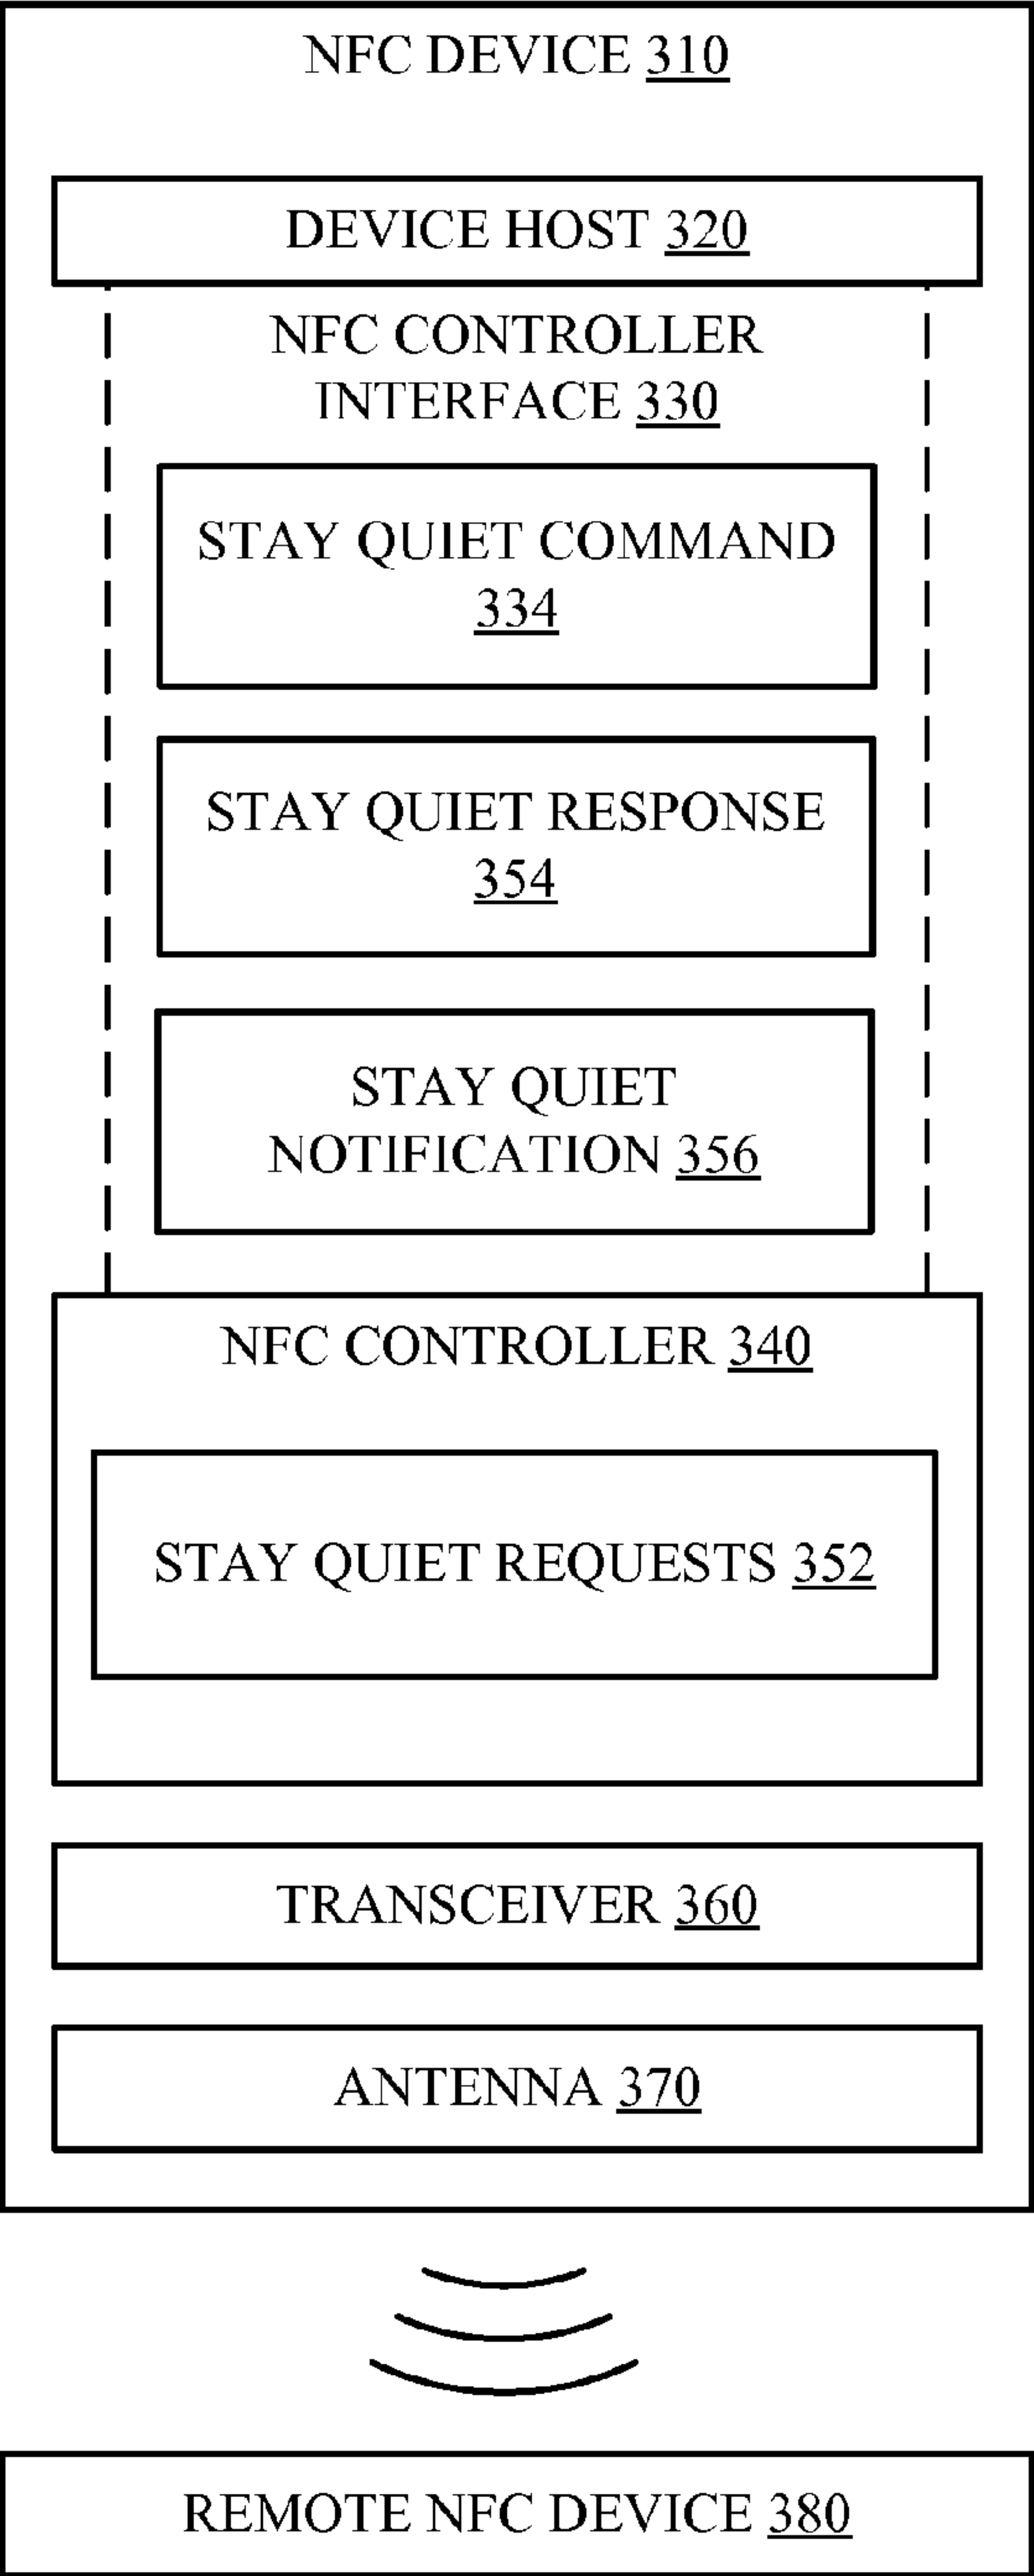 NFC DEVICE 310
DEVICE HOST 320
NFC CONTROLLER
INTERFACE 330
STAY QUIET COMMAND
334
STAY QUIET RESPONSE
354
STAY QUIET
NOTIFICATION 356
NFC CONTROLLER 340
STAY QUIET REQUESTS 352
TRANSCEIVER 360
ANTENNA 370
REMOTE NFC DEVICE 380